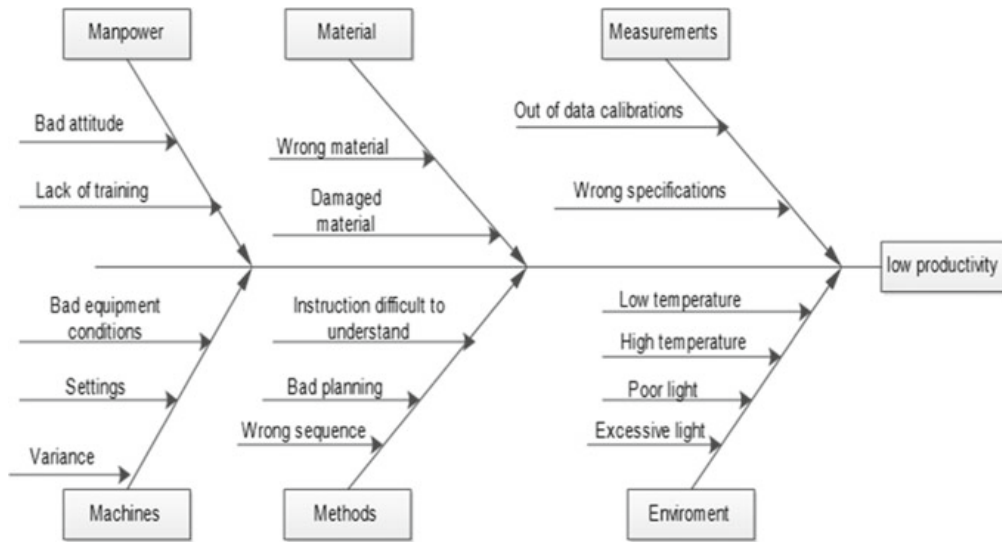 Manpower
Material
Measurements
Bad attitude
Lack of training
Wrong material
Damaged
material
Out of data calibrations
Wrong specifications
low productivity
Bad equipment
conditions
Settings
Variance
Instruction difficult to
understand
Bad planning
Wrong sequence
Low temperature
High temperature
Poor light
Excessive light
Machines
Methods
Enviroment